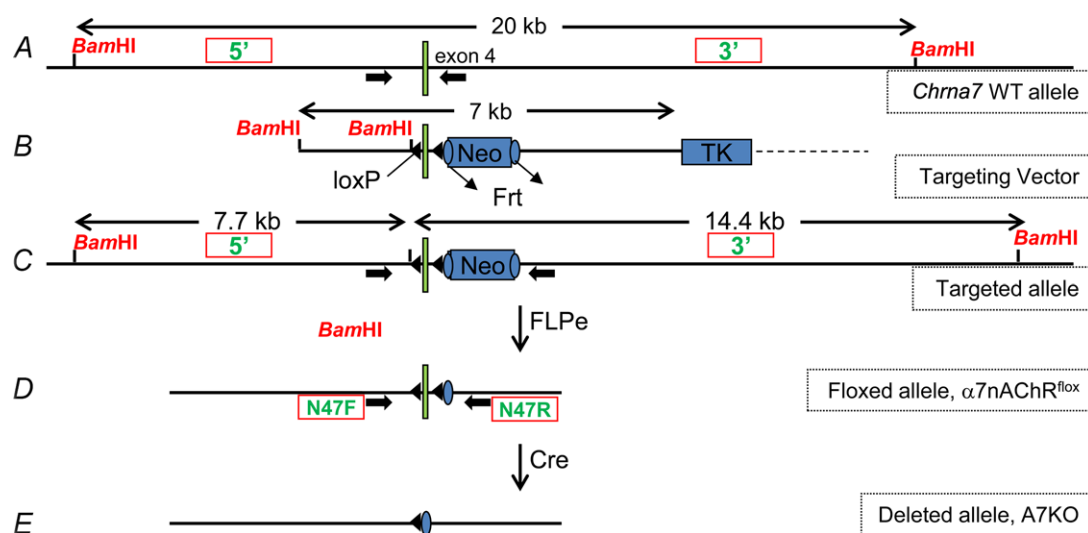 20 kb
A
BamHI
5’
exon 4
3’
BamHI
Chrna7 WT allele
7 kb
B
BamHI
BamHI
Neo
TK
loxP
Frt
Targeting Vector
7.7 kb
14.4 kb
C
BamHI
5’
3’
BamHI
Neo
Targeted allele
FLPe
BamHI
D
N47F
N47R
Floxed allele, α7nAChRflox
Cre
E
Deleted allele, A7KO